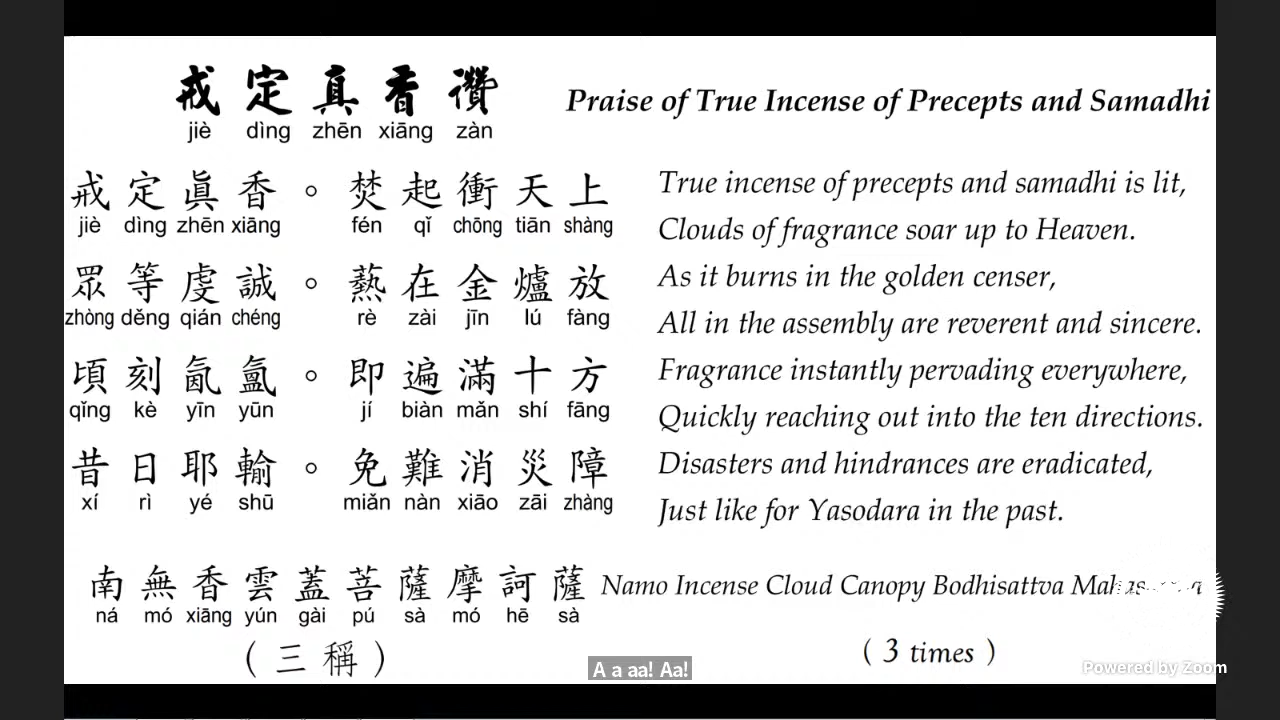 戒定真香讚
jiè dìng zhēn xiāng zàn
Praise of True Incense of Precepts and Samadhi
戒定眞香。焚起衝天上
jiè dìng zhēn xiāng fén qǐ chōng tiān shàng
眾等虔誠。爇在金爐放
zhòng děng qián chéng rè zài jīn lú fàng
頃刻氤氳。即遍滿十方
qǐng kè yīn yūn jí biàn mǎn shí fāng
昔日耶輸。免難消災障
xí rì yé shū miǎn nàn xiāo zāi zhàng
True incense of precepts and samadhi is lit,
Clouds of fragrance soar up to Heaven.
As it burns in the golden censer,
All in the assembly are reverent and sincere.
Fragrance instantly pervading everywhere,
Quickly reaching out into the ten directions.
Disasters and hindrances are eradicated,
Just like for Yasodara in the past.
南無香雲蓋菩薩摩訶薩
ná mó xiāng yún gài pú sà mó hē sà
(三稱)
Namo Incense Cloud Canopy Bodhisattva
(3 times)
A a aa! Aa!
Powered by Zoom